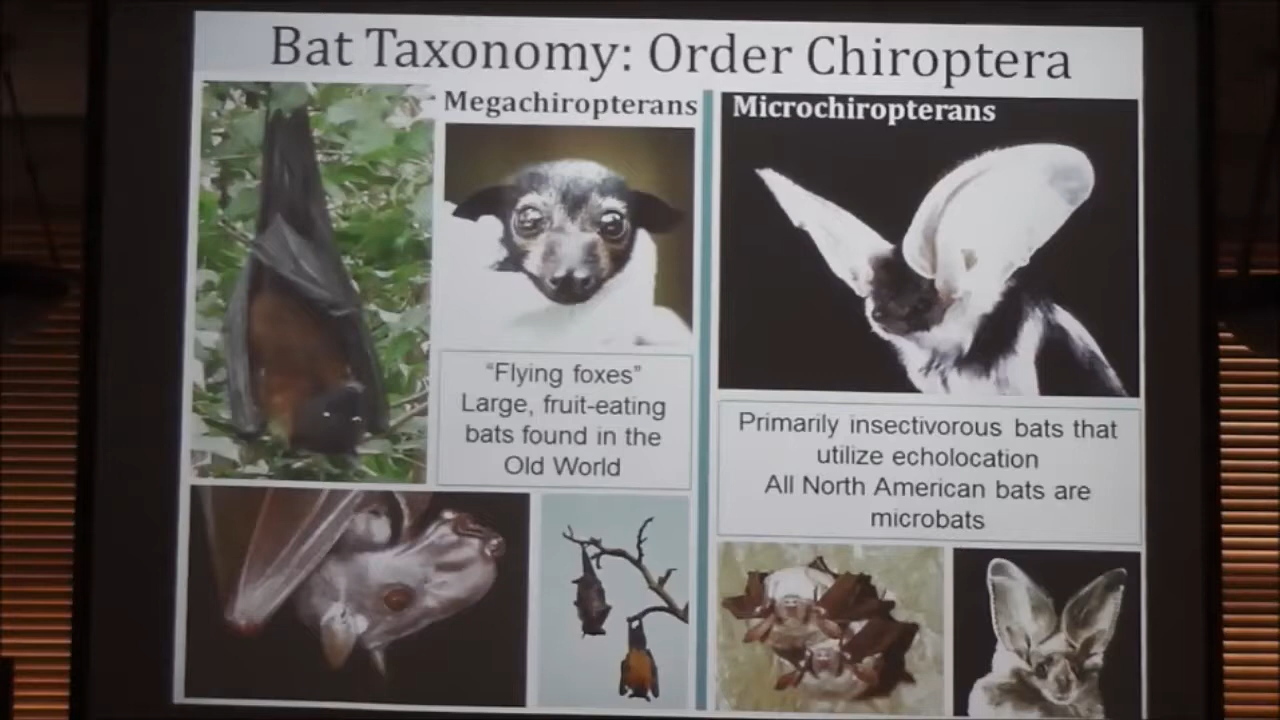 Bat Taxonomy: Order Chiroptera
Megachiropterans
"Flying foxes"
Large, fruit-eating
bats found in the
Old World
Microchiropterans
Primarily insectivorous bats that
utilize echolocation
All North American bats are
microbats